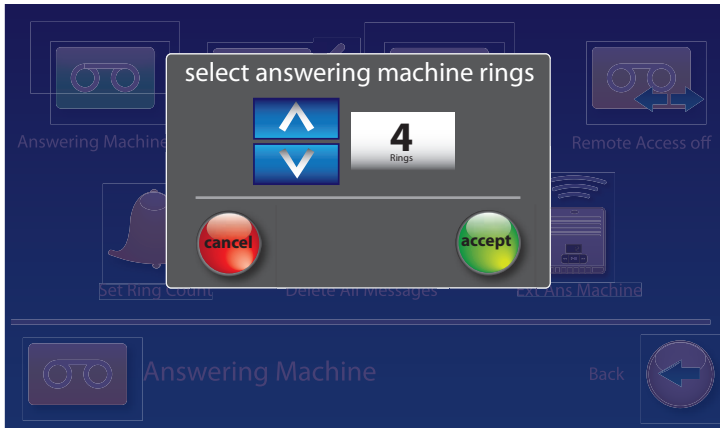 select answering machine rings
4
Rings
Answering Machine
Remote Access off
cancel
accept
Set Ring Count
Delete All Messages
Ext Ans Machine
Answering Machine
Back